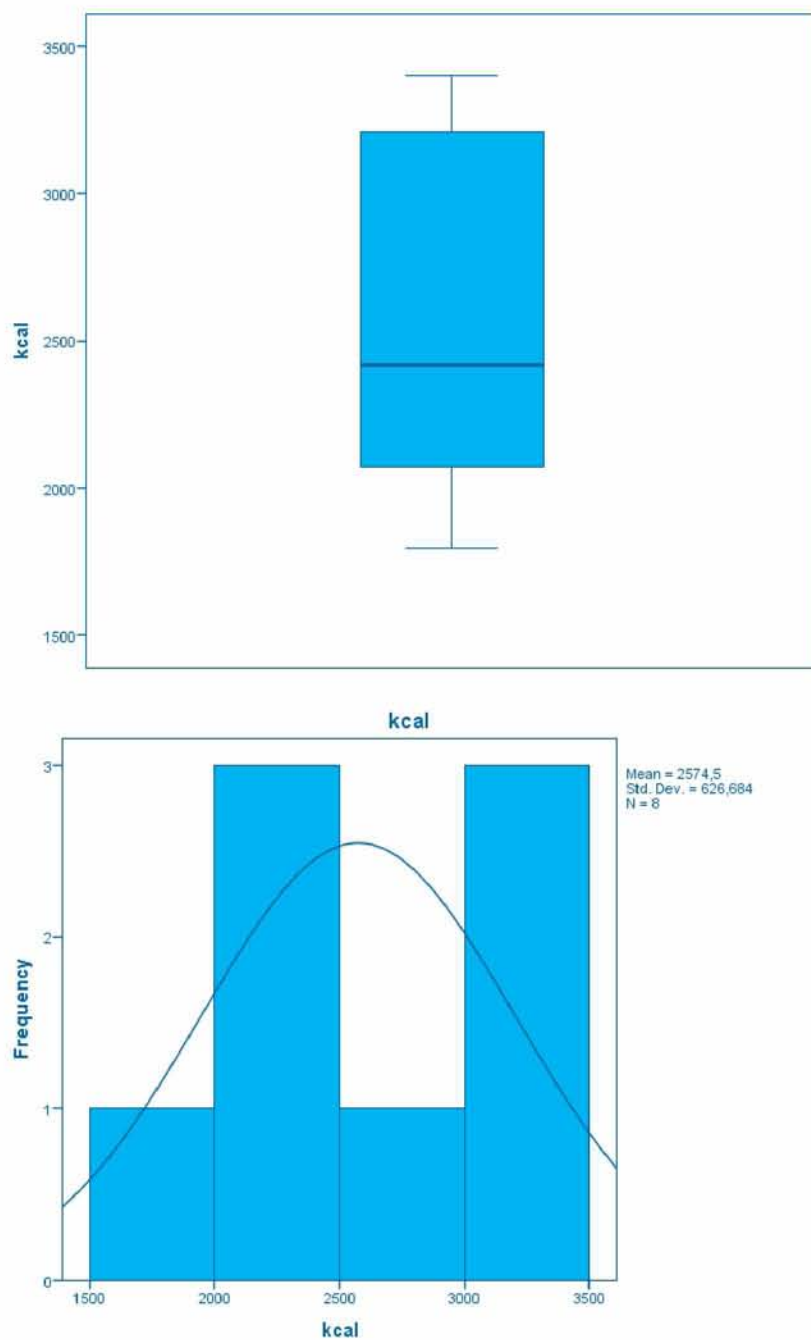 3500
3000
kcal
2500
2000
1500
kcal
3
Mean = 2574,5
Std. Dev. = 626,684
N = 8
2
Frequency
1
0
1500 2000 2500 3000 3500
kcal